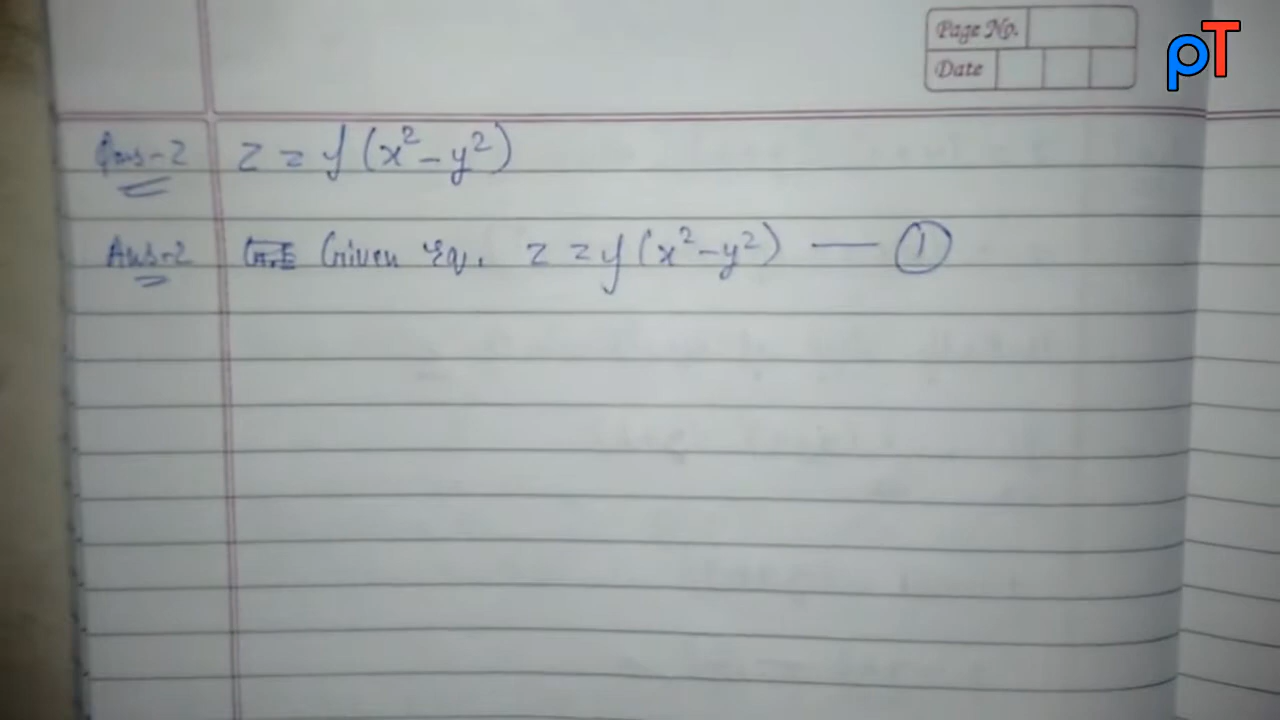 Page No.
Date
pT
Ques-2 z = f(x² - y²)
Ans-2 Given eq. z = f(x² - y²) — ①